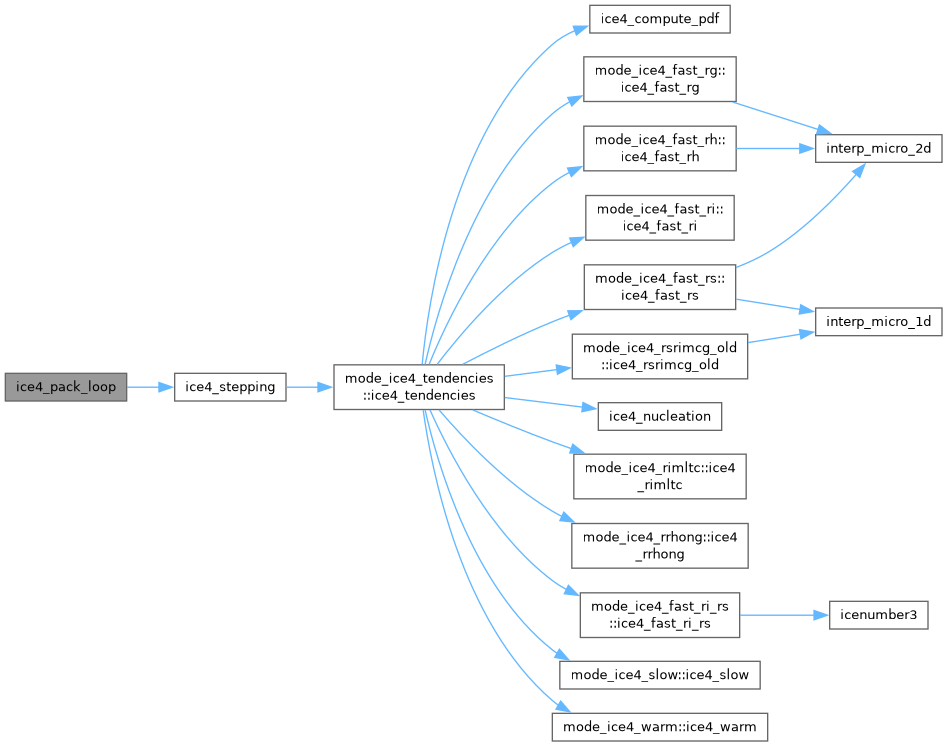 ice4_compute_pdf
mode_ice4_fast_rg::
ice4_fast_rg
interp_micro_2d
mode_ice4_fast_rh::
ice4_fast_rh
mode_ice4_fast_ri::
ice4_fast_ri
mode_ice4_fast_rs::
ice4_fast_rs
interp_micro_1d
mode_ice4_rsrimcg_old
::ice4_rsrimcg_old
ice4_pack_loop
ice4_stepping
mode_ice4_tendencies
::ice4_tendencies
ice4_nucleation
mode_ice4_rimltc::ice4
_rimltc
mode_ice4_rrhong::ice4
_rrhong
mode_ice4_fast_ri_rs
::ice4_fast_ri_rs
icenumber3
mode_ice4_slow::ice4_slow
mode_ice4_warm::ice4_warm